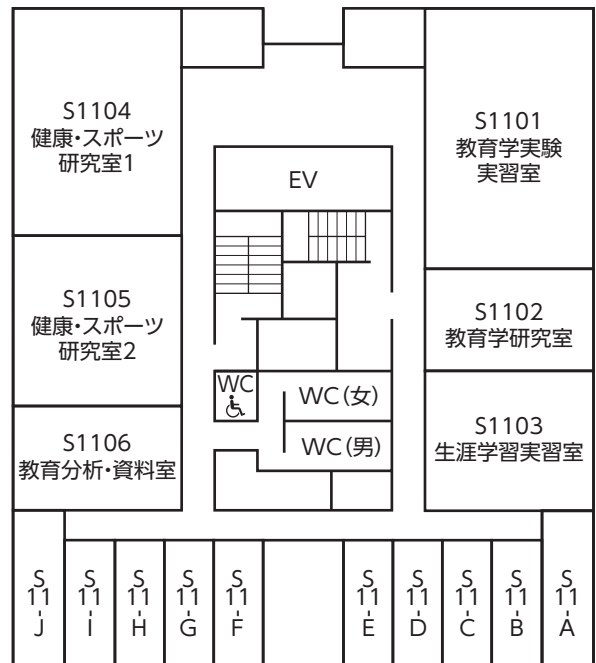 S1104
健康・スポーツ
研究室1
S1101
教育学実験
実習室
EV
S1105
健康・スポーツ
研究室2
S1102
教育学研究室
WC
WC(女)
WC(男)
S1106
教育分析・資料室
S1103
生涯学習実習室
S11-J
S11-I
S11-H
S11-G
S11-F
S11-E
S11-D
S11-C
S11-B
S11-A